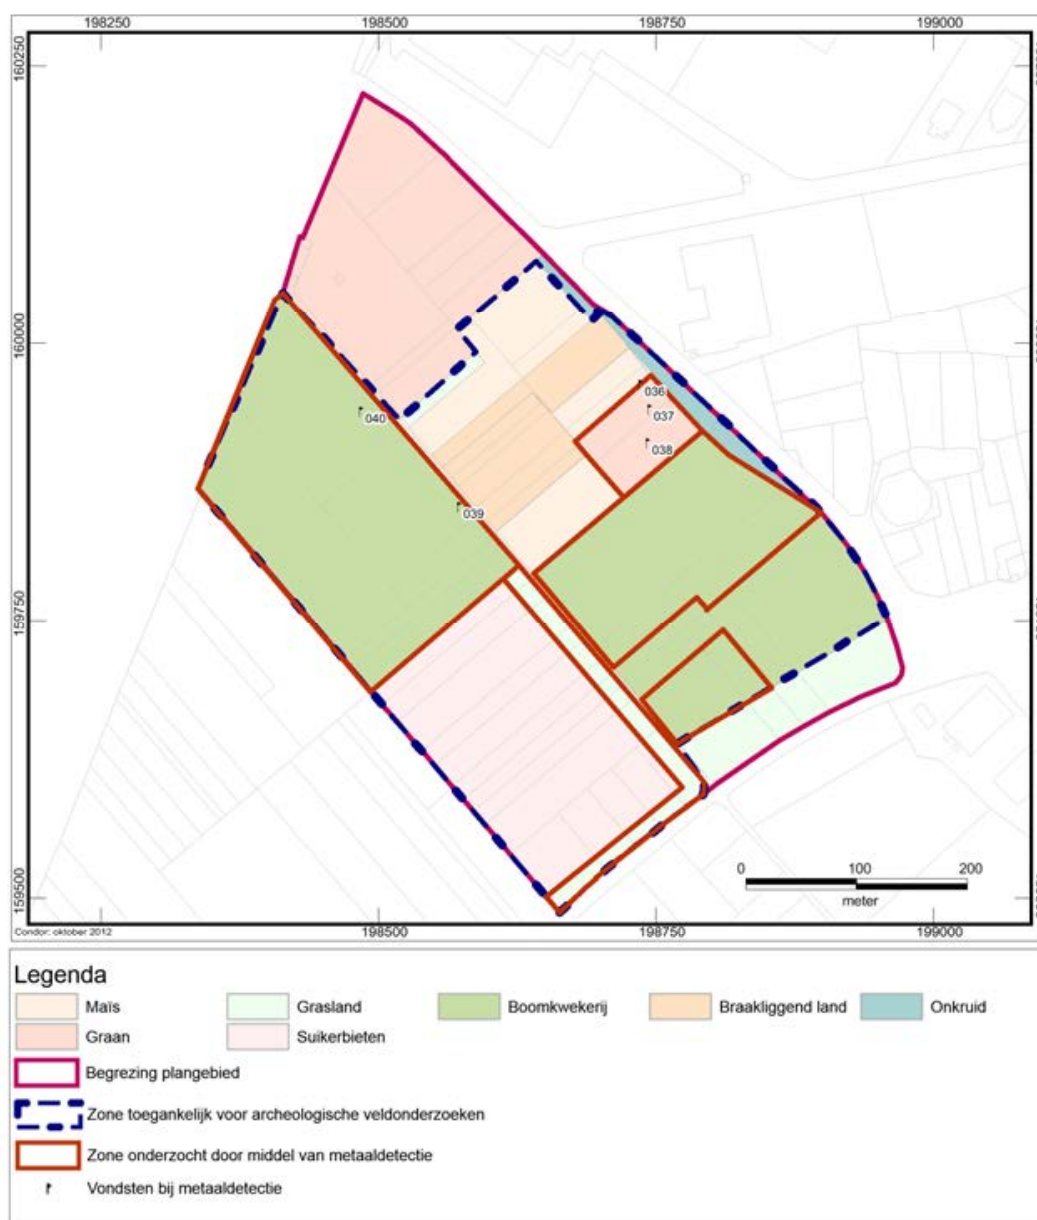 198250 198500 198750 199000
160250
160000
159750
159500
036
037
038
040
039
0 100 200
meter
Condor: oktober 2012
198500 198750 199000
Legenda
Maïs Grasland Boomkwekerij Braakliggend land Onkruid
Graan Suikerbieten
Begrezing plangebied
Zone toegankelijk voor archeologische veldonderzoeken
Zone onderzocht door middel van metaaldetectie
Vondsten bij metaaldetectie